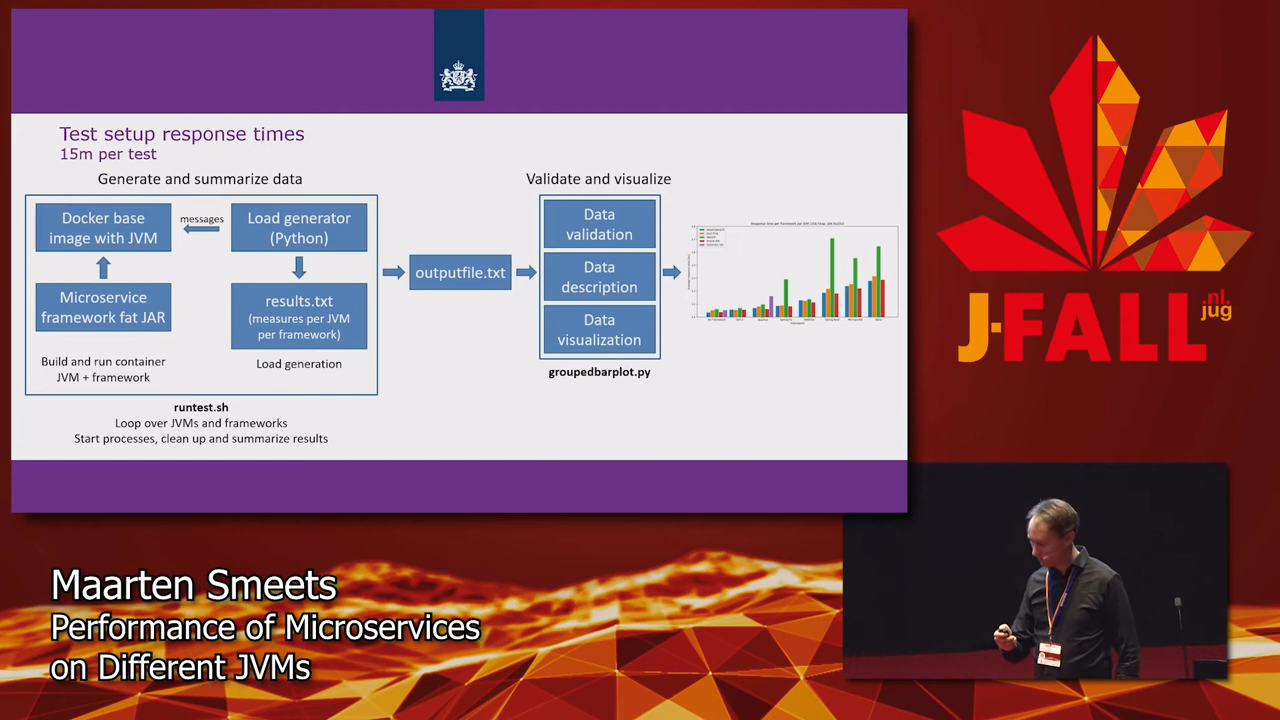 Test setup response times
15m per test
Generate and summarize data
Docker base
image with JVM
messages
Load generator
(Python)
Microservice
framework fat JAR
results.txt
(measures per JVM
per framework)
Build and run container
JVM + framework
Load generation
runtest.sh
Loop over JVMs and frameworks
Start processes, clean up and summarize results
outputfile.txt
Validate and visualize
Data
validation
Data
description
Data
visualization
groupedbarplot.py
J-FALL
nl.
jug
Maarten Smeets
Performance of Microservices
on Different JVMs